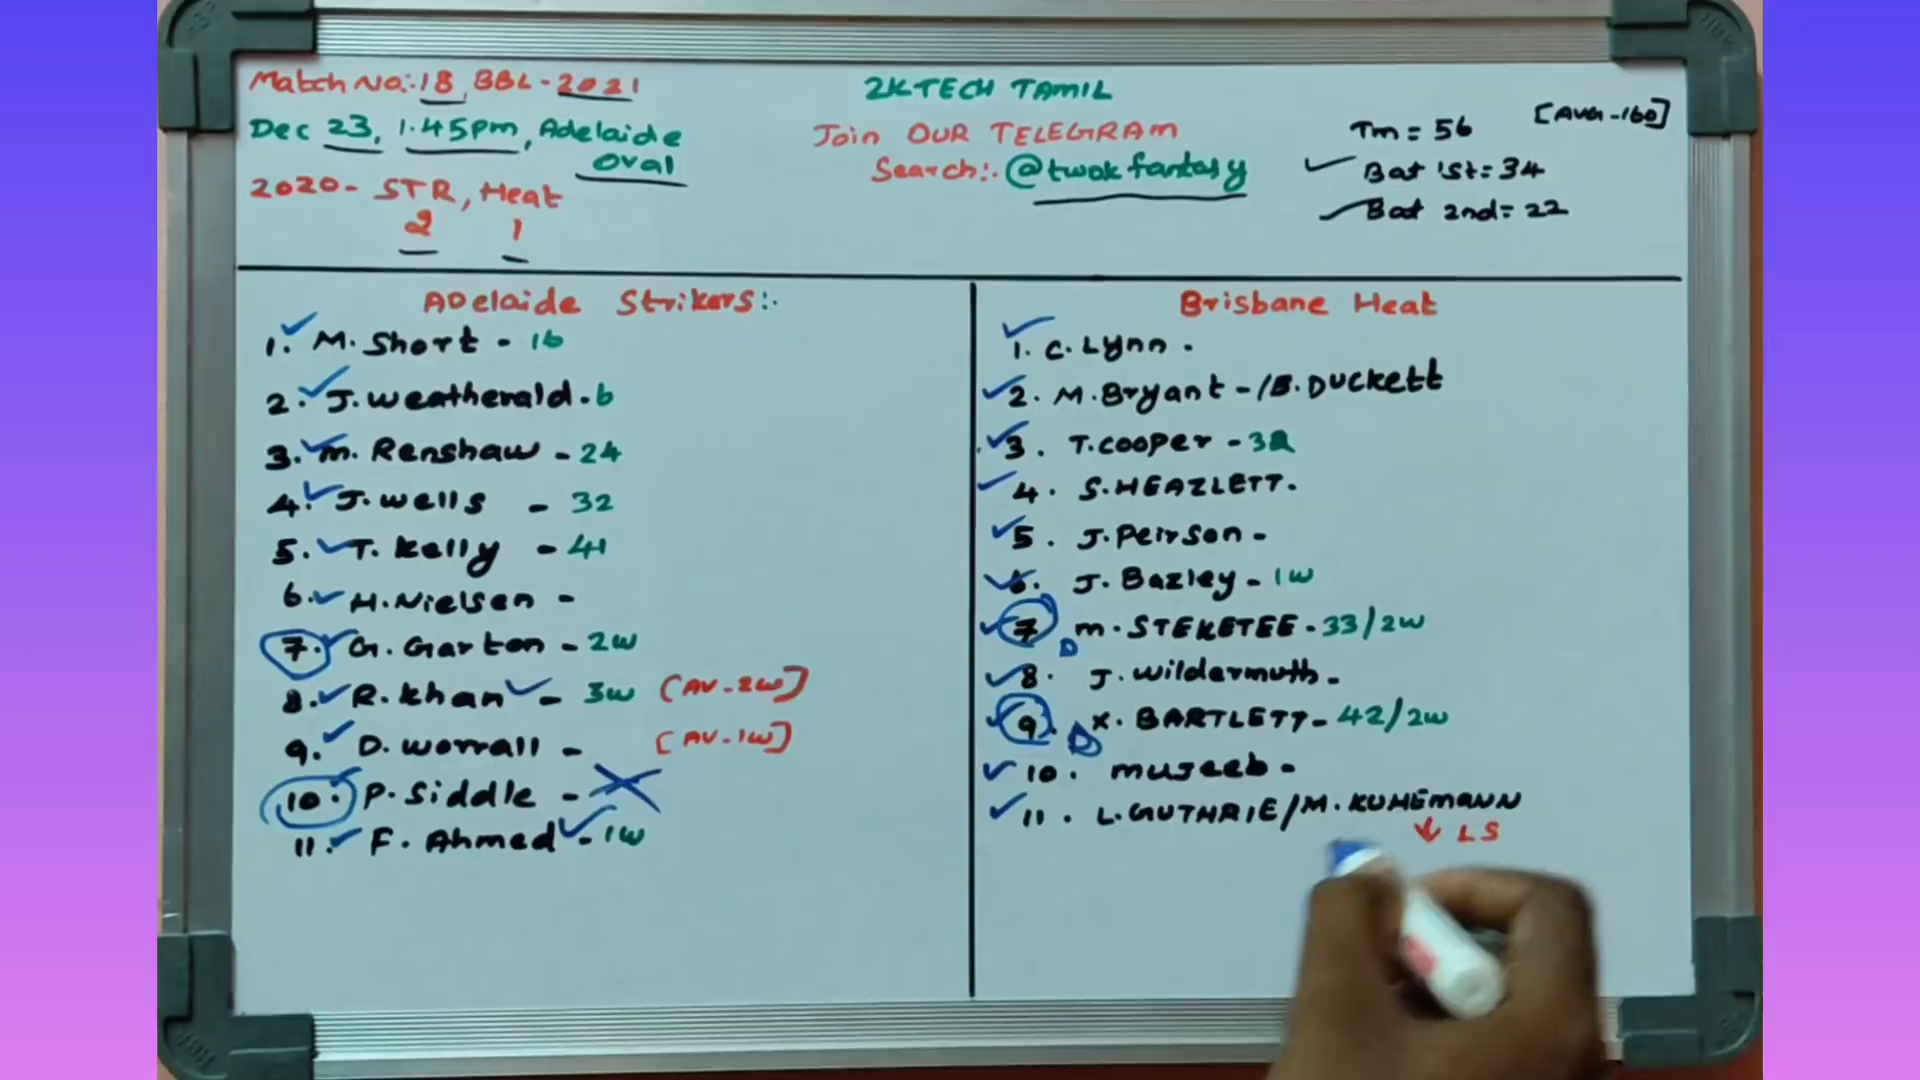 Match No:- 18, BBL - 2021
Dec 23, 1.45pm, Adelaide
Oval
2020 - STR, Heat
2 1
2K TECH TAMIL
Join OUR TELEGRAM
Search:- @twok fantasy
[AVG - 160]
Tm = 56
Bat 1st = 34
Bat 2nd = 22
Adelaide Strikers:-
1. M. Short - 16
2. J. Weatherald - 6
3. M. Renshaw - 24
4. J. Wells - 32
5. T. Kelly - 41
6. H. Nielsen -
7. G. Garton - 2w
8. R. Khan - 3w [AV - 2w]
9. D. Worrall - [AV - 1w]
10. P. Siddle -
11. F. Ahmed - 1w
Brisbane Heat
1. C. Lynn -
2. M. Bryant - / B. Duckett
3. T. Cooper -
4. S. HEAZLETT -
5. J. Peirson -
6. J. Bazley - 1w
7. M. STEKETEE - 33/2w
D
8. J. Wildermuth -
9. X. BARTLETT - 42/2w
D
10. Mujeeb -
11. L. GUTHRIE / M. KUHEMANN
↓ LS